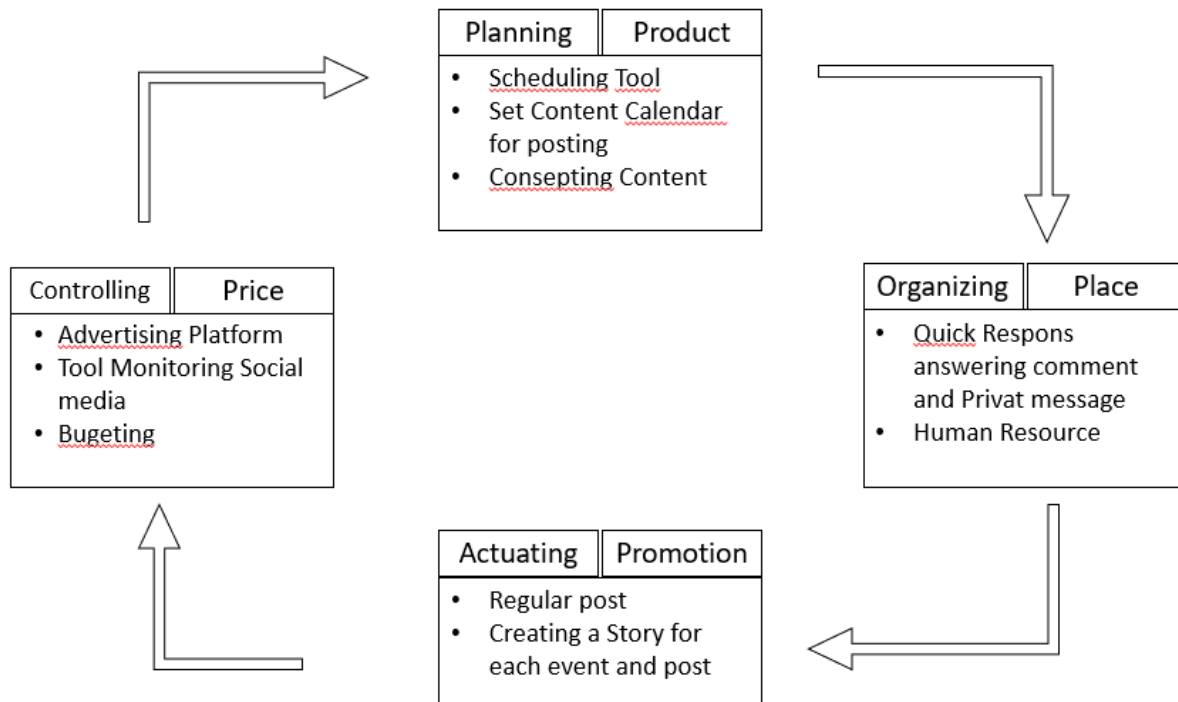 Planning Product
Scheduling Tool
Set Content Calendar
for posting
Consepting Content
Controlling Price
Advertising Platform
Tool Monitoring Social
media
Bugeting
Organizing Place
Quick Respons
answering comment
and Privat message
Human Resource
Actuating Promotion
Regular post
Creating a Story for
each event and post